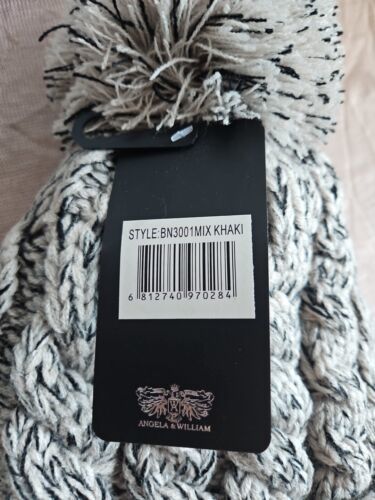 STYLE:BN3001MIX KHAKI
6 812740 970284
ANGELA & WILLIAM